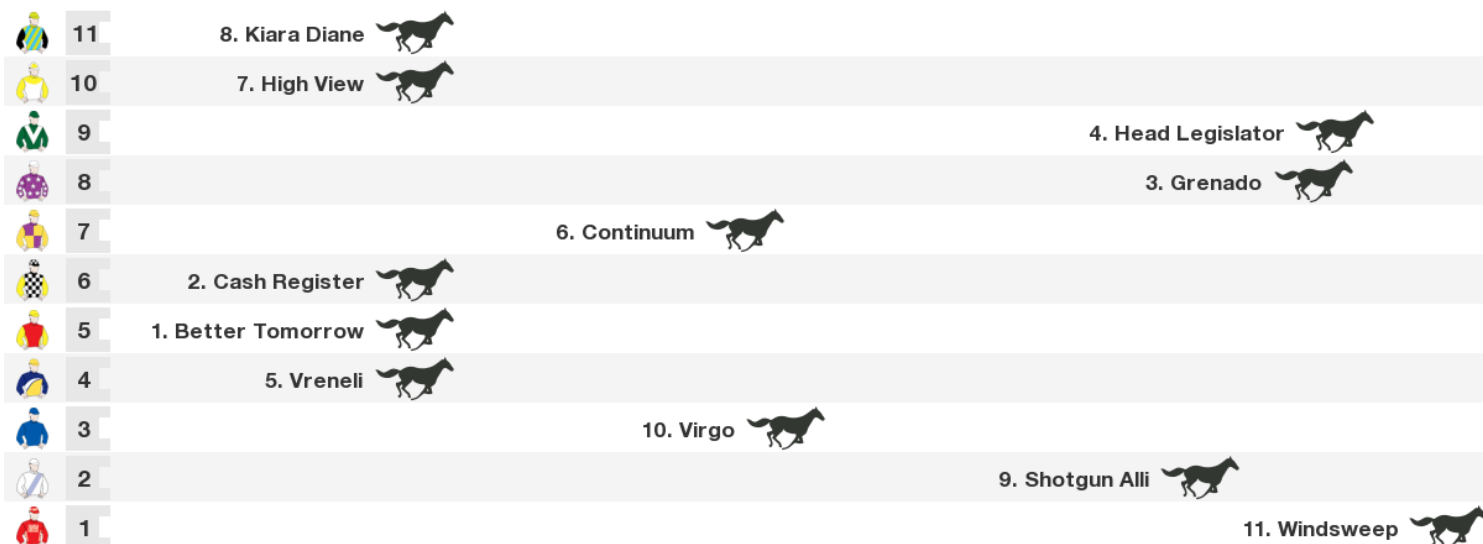 11 8. Kiara Diane
10 7. High View
9 4. Head Legislator
8 3. Grenado
7 6. Continuum
6 2. Cash Register
5 1. Better Tomorrow
4 5. Vreneli
3 10. Virgo
2 9. Shotgun Alli
1 11. Windsweep